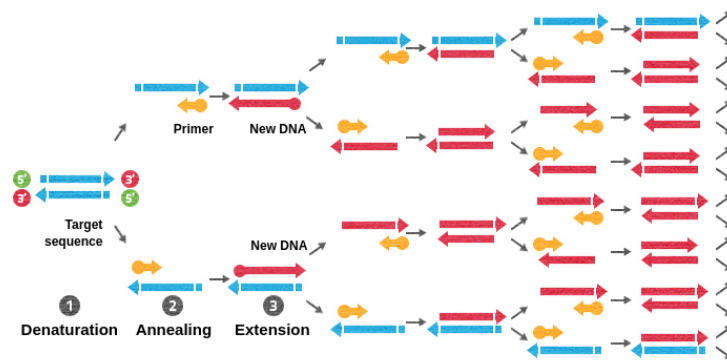 Primer
New DNA
5'
3'
3'
5'
Target
sequence
New DNA
1
2
3
Denaturation
Annealing
Extension